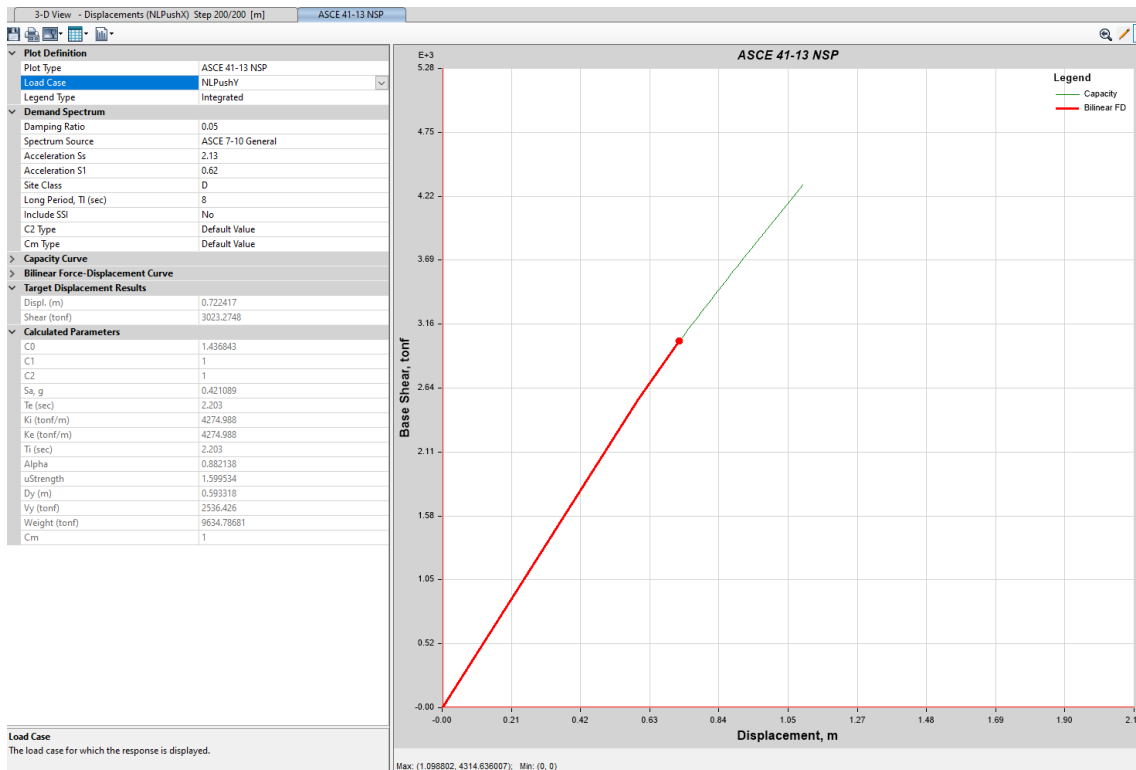 3-D View - Displacements (NLPushX) Step 200/200 [m]
ASCE 41-13 NSP
Plot Definition
Plot Type ASCE 41-13 NSP
Load Case NLPushY
Legend Type Integrated
Demand Spectrum
Damping Ratio 0.05
Spectrum Source ASCE 7-10 General
Acceleration Ss 2.13
Acceleration S1 0.62
Site Class D
Long Period, Tl (sec) 8
Include SSI No
C2 Type Default Value
Cm Type Default Value
Capacity Curve
Bilinear Force-Displacement Curve
Target Displacement Results
Displ. (m) 0.722417
Shear (tonf) 3023.2748
Calculated Parameters
C0 1.436843
C1 1
C2 1
Sa, g 0.421089
Te (sec) 2.203
Ki (tonf/m) 4274.988
Ke (tonf/m) 4274.988
Ti (sec) 2.203
Alpha 0.882138
uStrength 1.599534
Dy (m) 0.593318
Vy (tonf) 2536.426
Weight (tonf) 9634.78681
Cm 1
Load Case
The load case for which the response is displayed.
ASCE 41-13 NSP
E+3
5.28
4.75
4.22
3.69
3.16
2.64
2.11
1.58
1.05
0.52
-0.00
Base Shear, tonf
Legend
Capacity
Bilinear FD
-0.00 0.21 0.42 0.63 0.84 1.05 1.27 1.48 1.69 1.90 2.1
Displacement, m
Max: (1.098802, 4314.636007); Min: (0, 0)